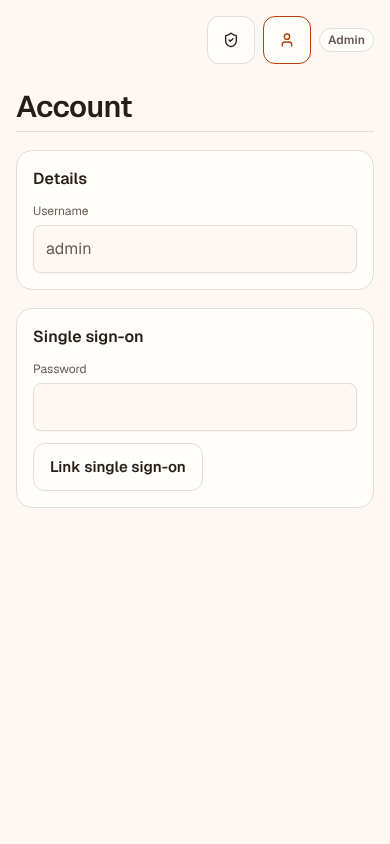 Admin
Account
Details
Username
admin
Single sign-on
Password
Link single sign-on